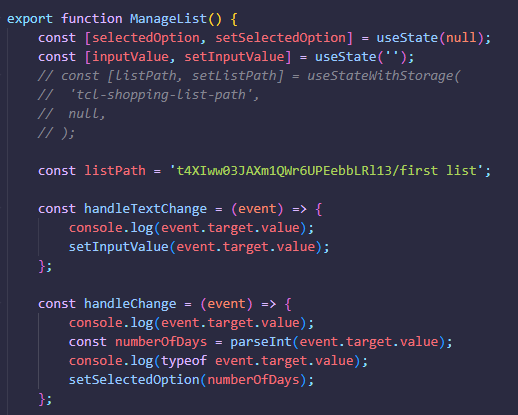 export function ManageList() {
const [selectedOption, setSelectedOption] = useState(null);
const [inputValue, setInputValue] = useState('');
// const [listPath, setListPath] = useStateWithStorage(
// 'tcl-shopping-list-path',
// null,
// );
const listPath = 't4XIww03JAXm1QWr6UPEebbLRl13/first list';
const handleTextChange = (event) => {
console.log(event.target.value);
setInputValue(event.target.value);
};
const handleChange = (event) => {
console.log(event.target.value);
const numberOfDays = parseInt(event.target.value);
console.log(typeof event.target.value);
setSelectedOption(numberOfDays);
};